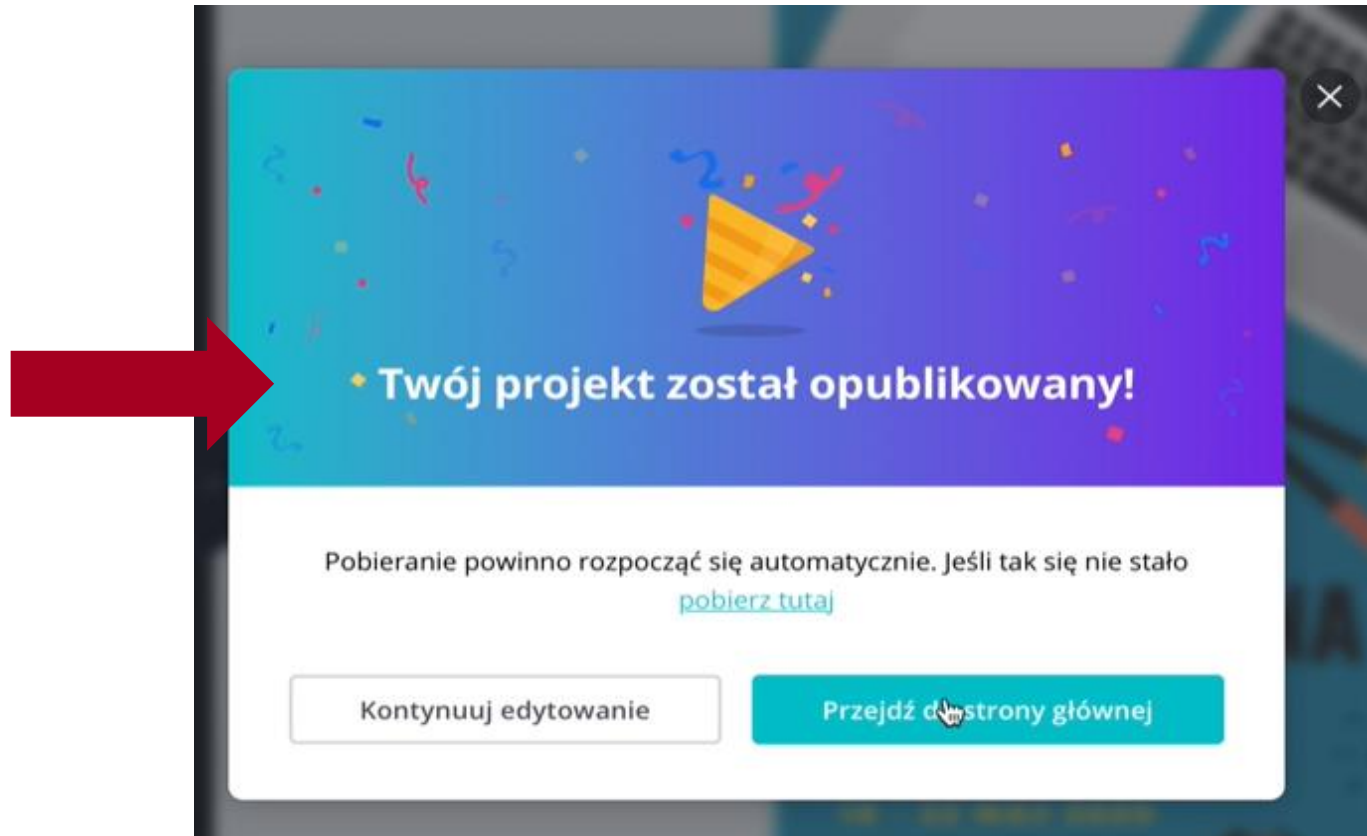 Twój projekt został opublikowany!
Pobieranie powinno rozpocząć się automatycznie. Jeśli tak się nie stało
pobierz tutaj
Kontynuuj edytowanie
Przejdź do strony głównej